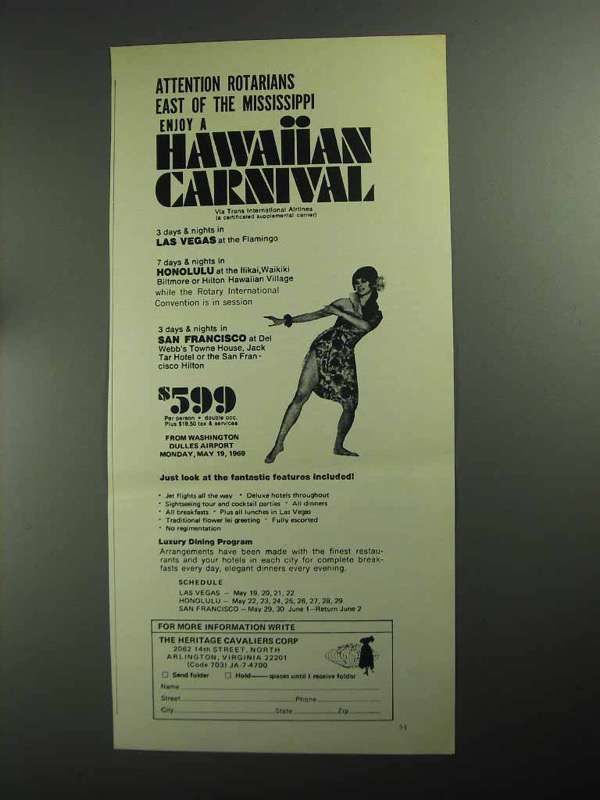 ATTENTION ROTARIANS
EAST OF THE MISSISSIPPI
ENJOY A
HAWAIIAN
CARNIVAL
Via Trans International Airlines
(a certificated supplemental carrier)
3 days & nights in
LAS VEGAS at the Flamingo
7 days & nights in
HONOLULU at the Ilikai, Waikiki
Biltmore or Hilton Hawaiian Village
while the Rotary International
Convention is in session
3 days & nights in
SAN FRANCISCO at Del
Webb's Towne House, Jack
Tar Hotel or the San Fran-
cisco Hilton
$599
Per person • double occ.
Plus $19.50 tax & services
FROM WASHINGTON
DULLES AIRPORT
MONDAY, MAY 19, 1969
Just look at the fantastic features included!
• Jet flights all the way • Deluxe hotels throughout
• Sightseeing tour and cocktail parties • All dinners
• All breakfasts • Plus all lunches in Las Vegas
• Traditional flower lei greeting • Fully escorted
• No regimentation
Luxury Dining Program
Arrangements have been made with the finest restau-
rants and your hotels in each city for complete break-
fasts every day, elegant dinners every evening.
SCHEDULE
LAS VEGAS — May 19, 20, 21, 22
HONOLULU — May 22, 23, 24, 25, 26, 27, 28, 29
SAN FRANCISCO — May 29, 30 June 1—Return June 2
FOR MORE INFORMATION WRITE
THE HERITAGE CAVALIERS CORP
2062 14th STREET, NORTH
ARLINGTON, VIRGINIA 22201
(Code 703) JA-7-4700
Send folder Hold spaces until I receive folder
Name
Street Phone
City State Zip